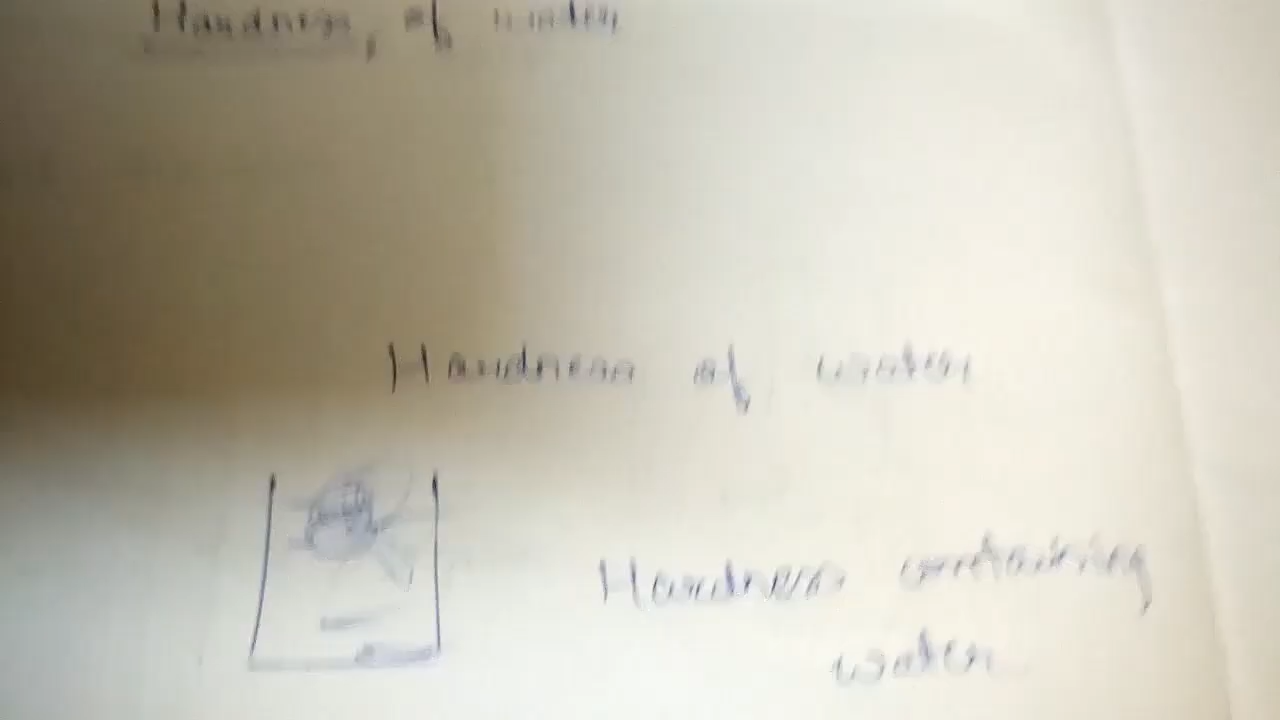 Hardness, of water
Hardness of water
Hardness containing
water